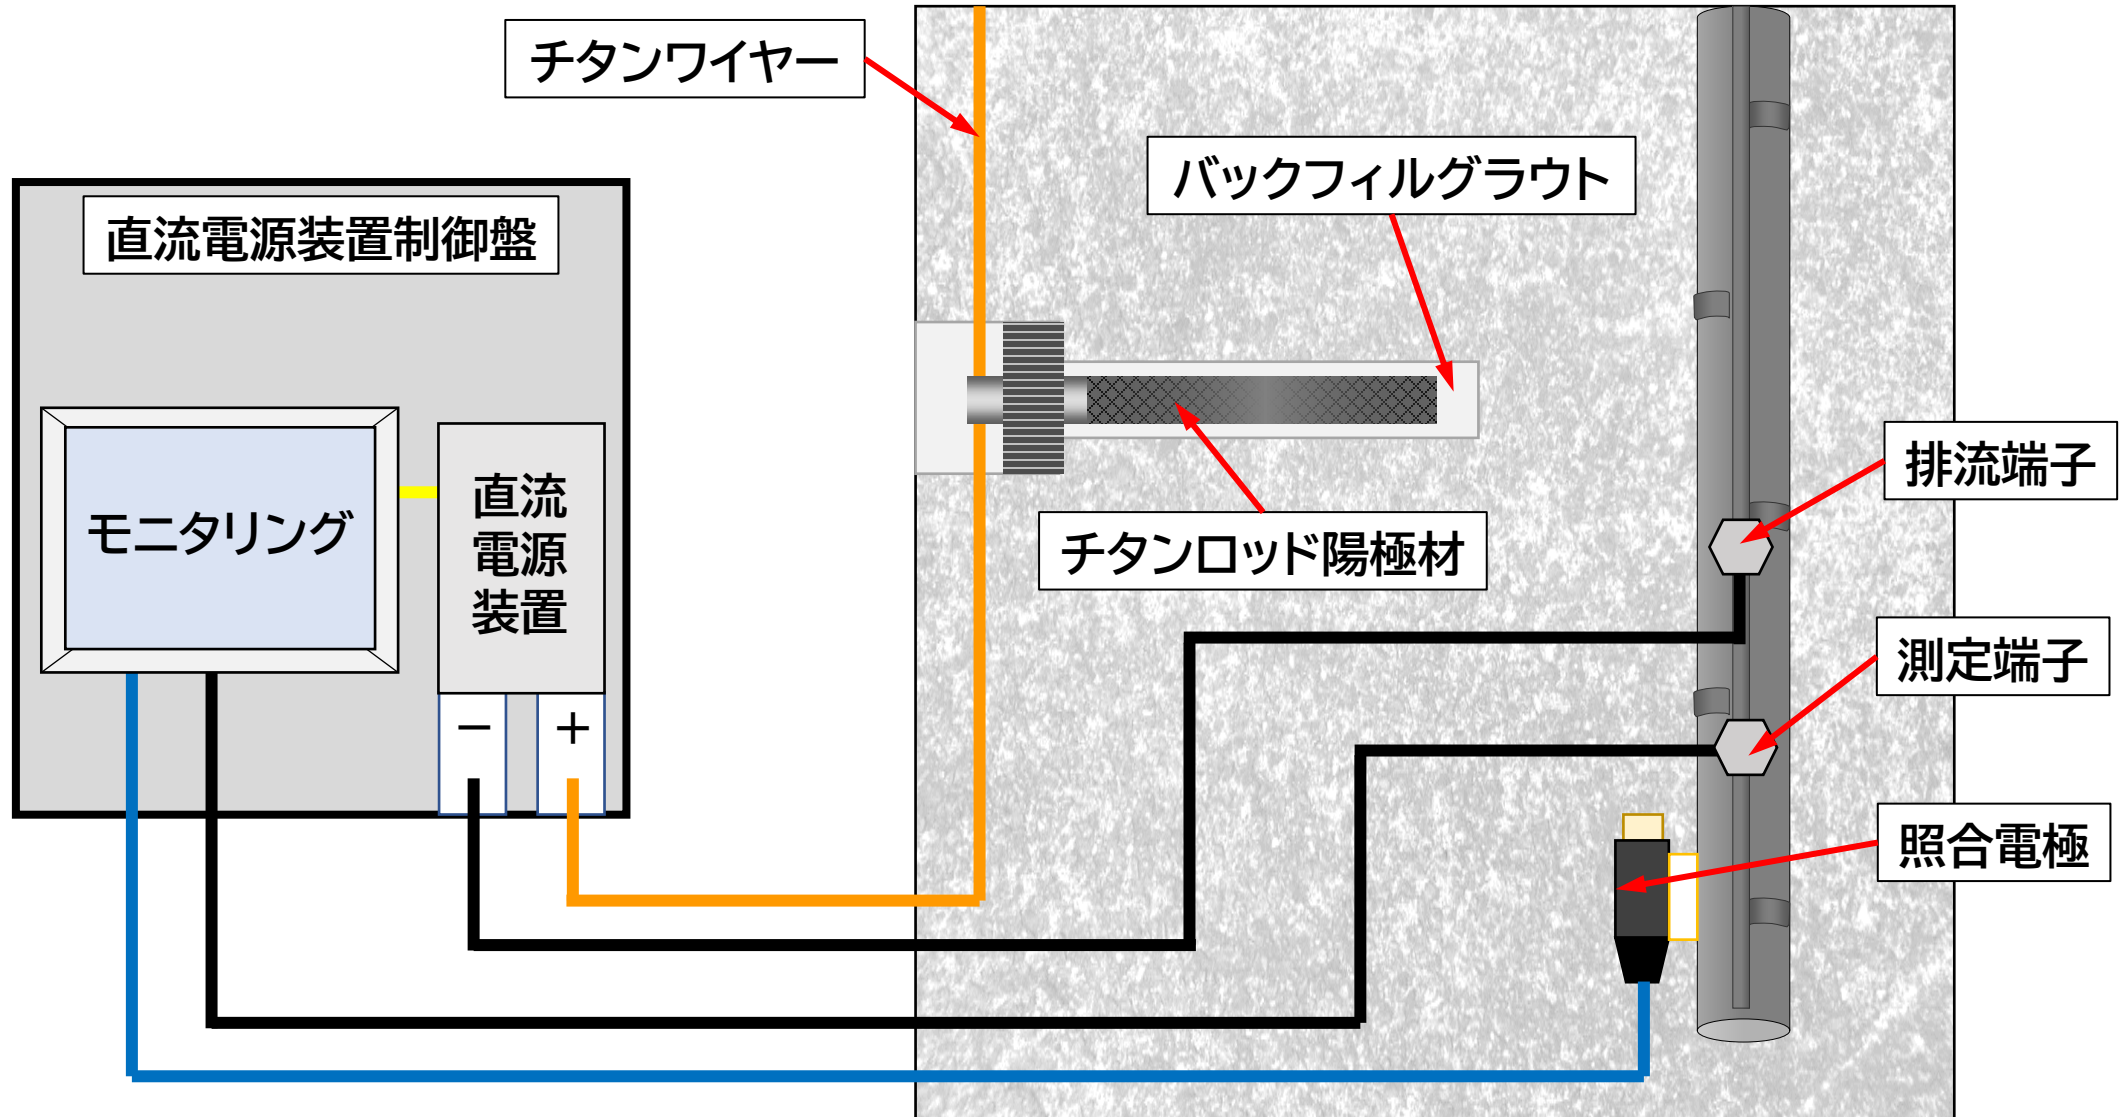 チタンワイヤー
バックフィルグラウト
直流電源装置制御盤
モニタリング
直流
電源
装置
チタンロッド陽極材
排流端子
測定端子
－
＋
照合電極